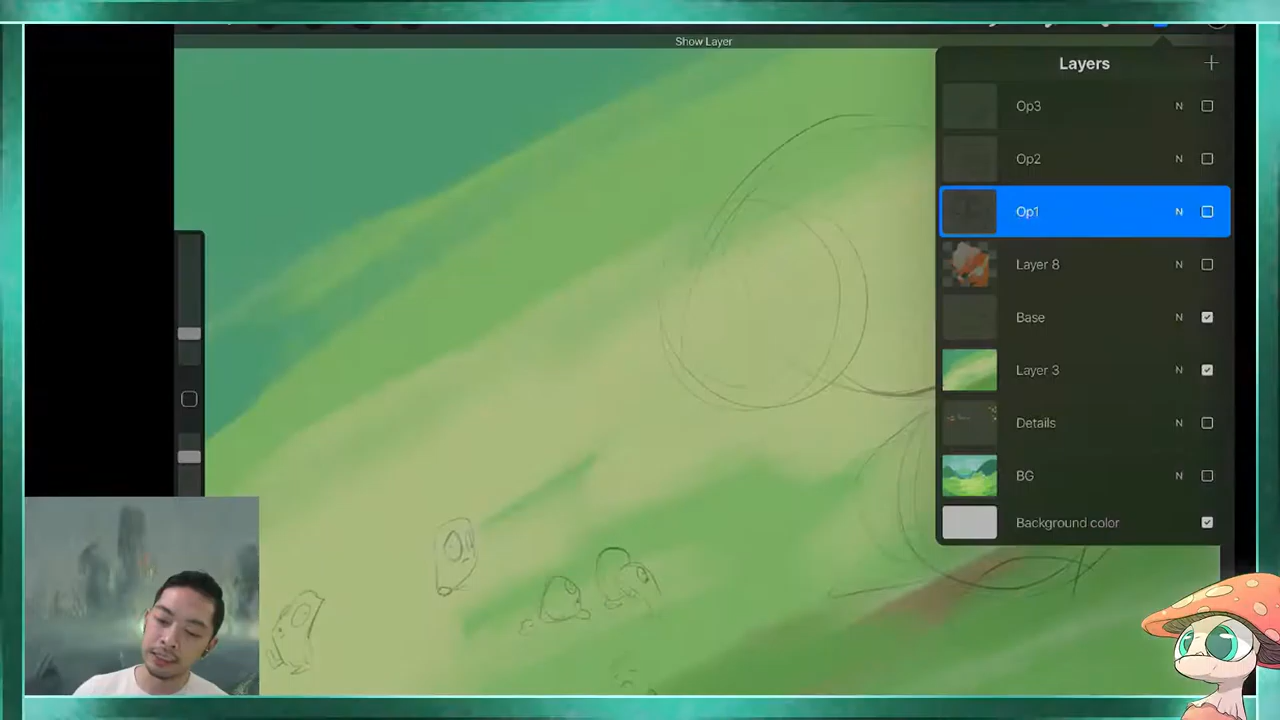 Show Layer
Layers
Op3 N
Op2 N
Op1 N
Layer 8 N
Base N
Layer 3 N
Details N
BG N
Background color